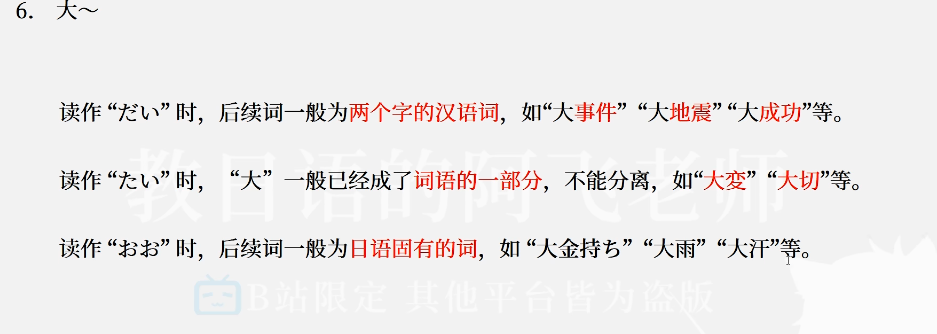 6. 大～
读作 “だい” 时，后续词一般为两个字的汉语词，如“大事件” “大地震” “大成功”等。
教日语的阿飞老师
读作 “たい” 时， “大” 一般已经成了词语的一部分，不能分离，如“大变” “大切”等。
读作 “おお” 时，后续词一般为日语固有的词，如 “大金持ち” “大雨” “大汗”等。
B站限定 其他平台皆为盗版